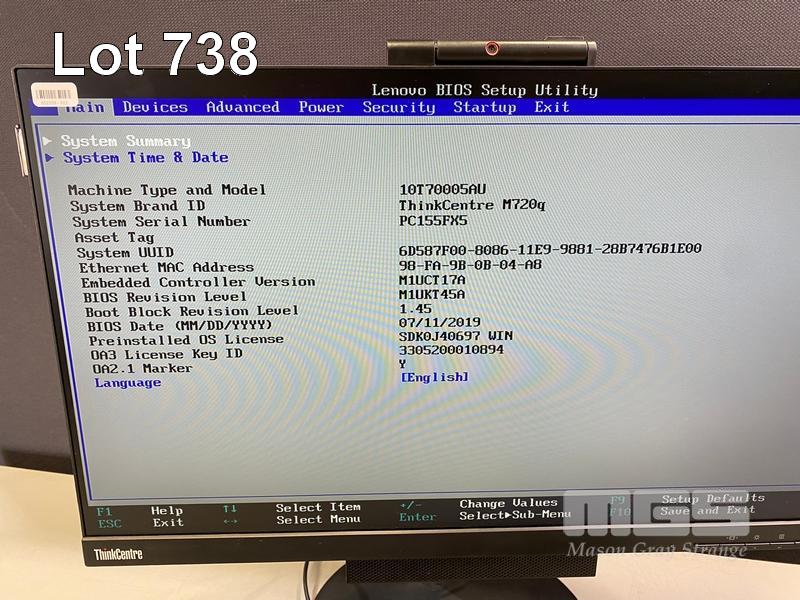 Lot 738
Lenovo BIOS Setup Utility
Main Devices Advanced Power Security Startup Exit
System Summary
System Time & Date
Machine Type and Model 10T70005AU
System Brand ID ThinkCentre M720q
System Serial Number PC155FX5
Asset Tag
System UUID 6D587F00-8086-11E9-9881-28B7476B1E00
Ethernet MAC Address 98-FA-9B-0B-04-A8
Embedded Controller Version M1UCT17A
BIOS Revision Level M1UKT45A
Boot Block Revision Level 1.45
BIOS Date (MM/DD/YYYY) 07/11/2019
Preinstalled OS License SDK0J40697 WIN
OA3 License Key ID 3305200010894
OA2.1 Marker Y
Language [English]
F1 Help ↑↓ Select Item +/- Change Values F9 Setup Defaults
ESC Exit ←→ Select Menu Enter Select▶Sub-Menu F10 Save and Exit
MGS
Mason Gray Strange
ThinkCentre